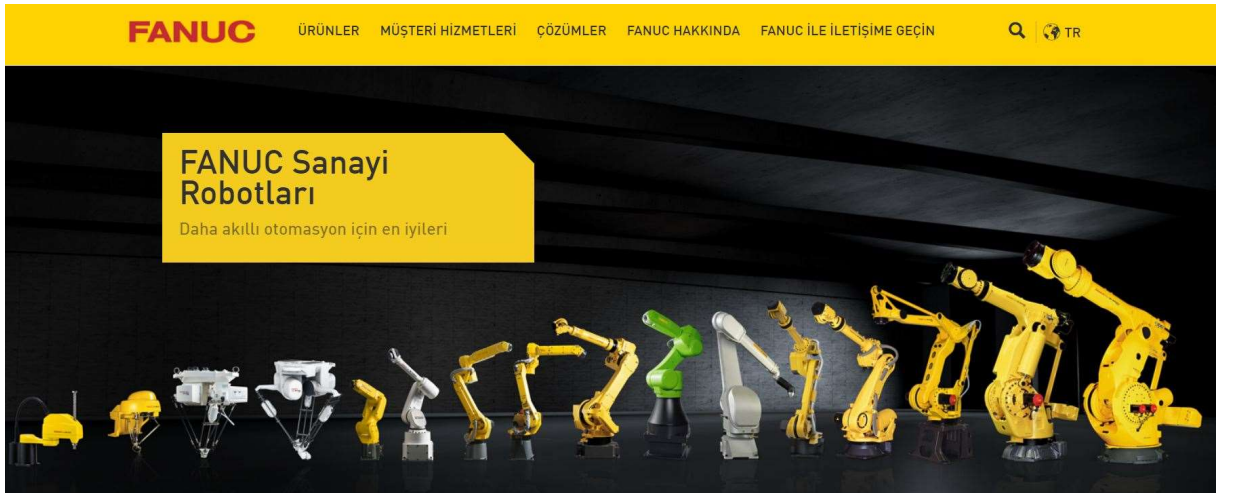 FANUC
ÜRÜNLER MÜŞTERİ HİZMETLERİ ÇÖZÜMLER FANUC HAKKINDA FANUC İLE İLETİŞİME GEÇİN TR
FANUC Sanayi
Robotları
Daha akıllı otomasyon için en iyileri